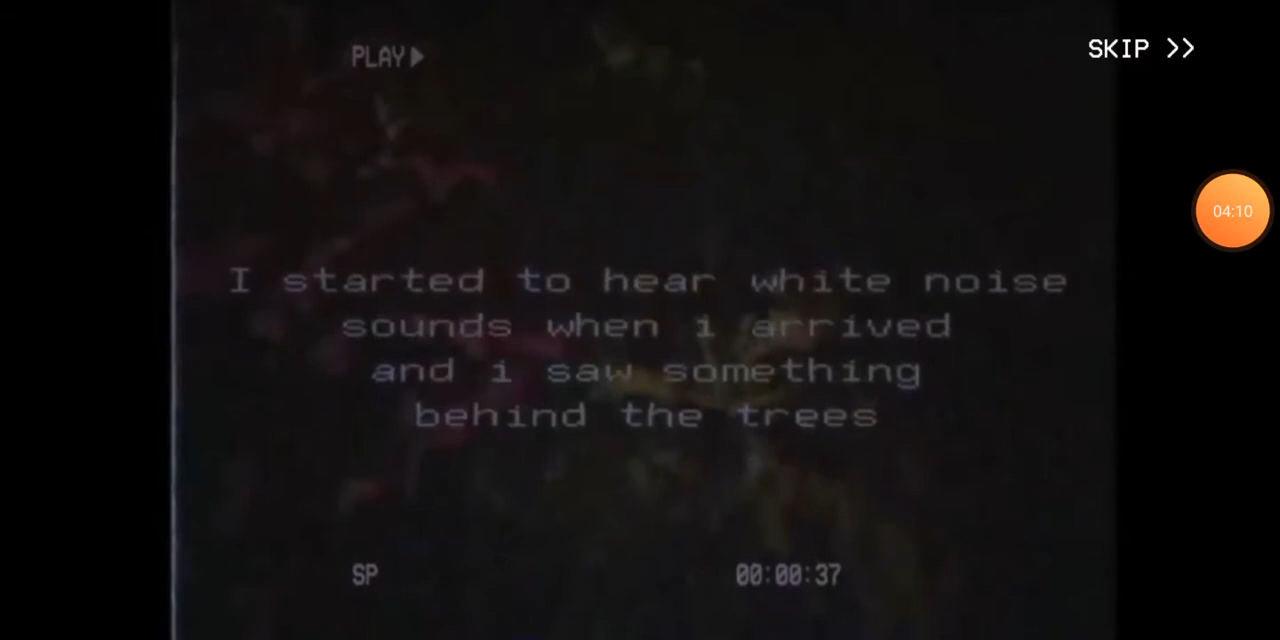 PLAY▶
SKIP >>
04:10
I started to hear white noise
sounds when i arrived
and i saw something
behind the trees
SP
00:00:37